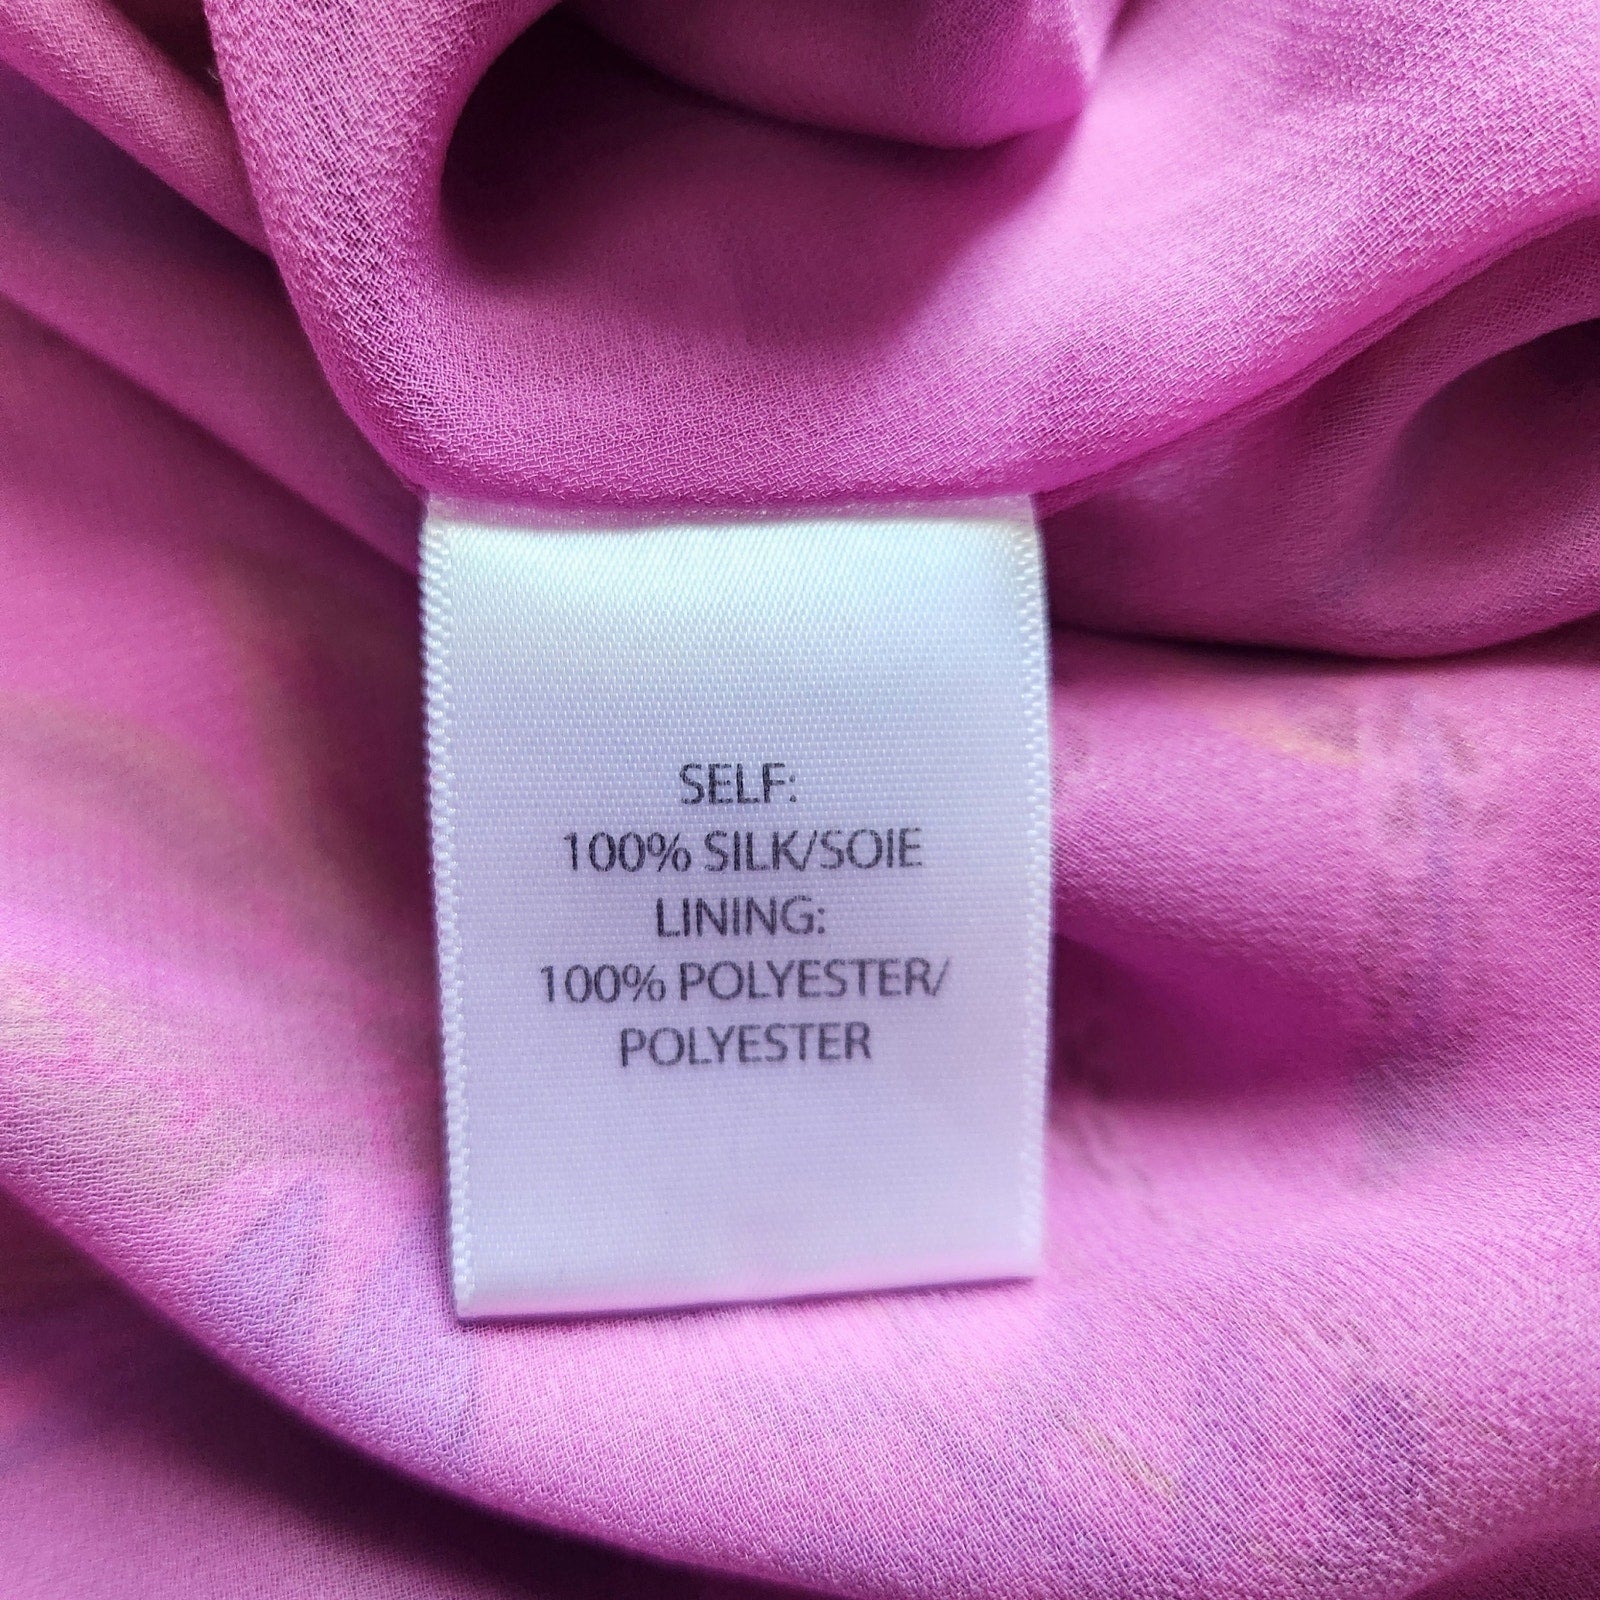 SELF:
100% SILK/SOIE
LINING:
100% POLYESTER/
POLYESTER